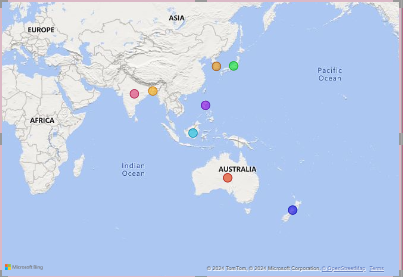 ASIA
EUROPE
Pacific
Ocean
AFRICA
Indian
Ocean
AUSTRALIA
Microsoft Bing
© 2024 TomTom, © 2024 Microsoft Corporation, © OpenStreetMap Terms